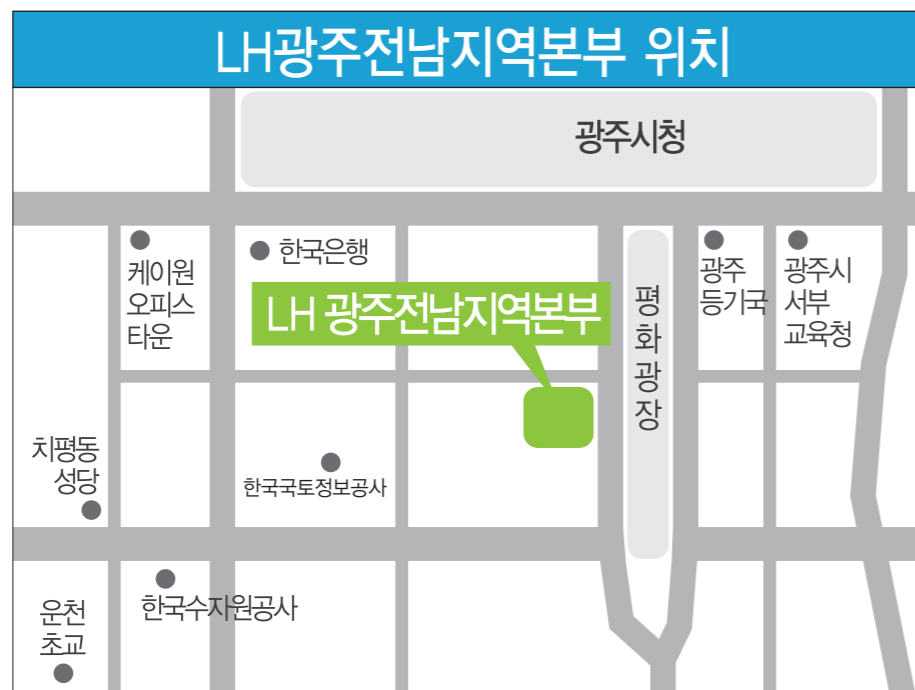 LH광주전남지역본부 위치
광주시청
한국은행
케이원
오피스
타운
광주
등기국
광주시
서부
교육청
LH 광주전남지역본부
평
화
광
장
치평동
성당
한국국토정보공사
한국수자원공사
운천
초교